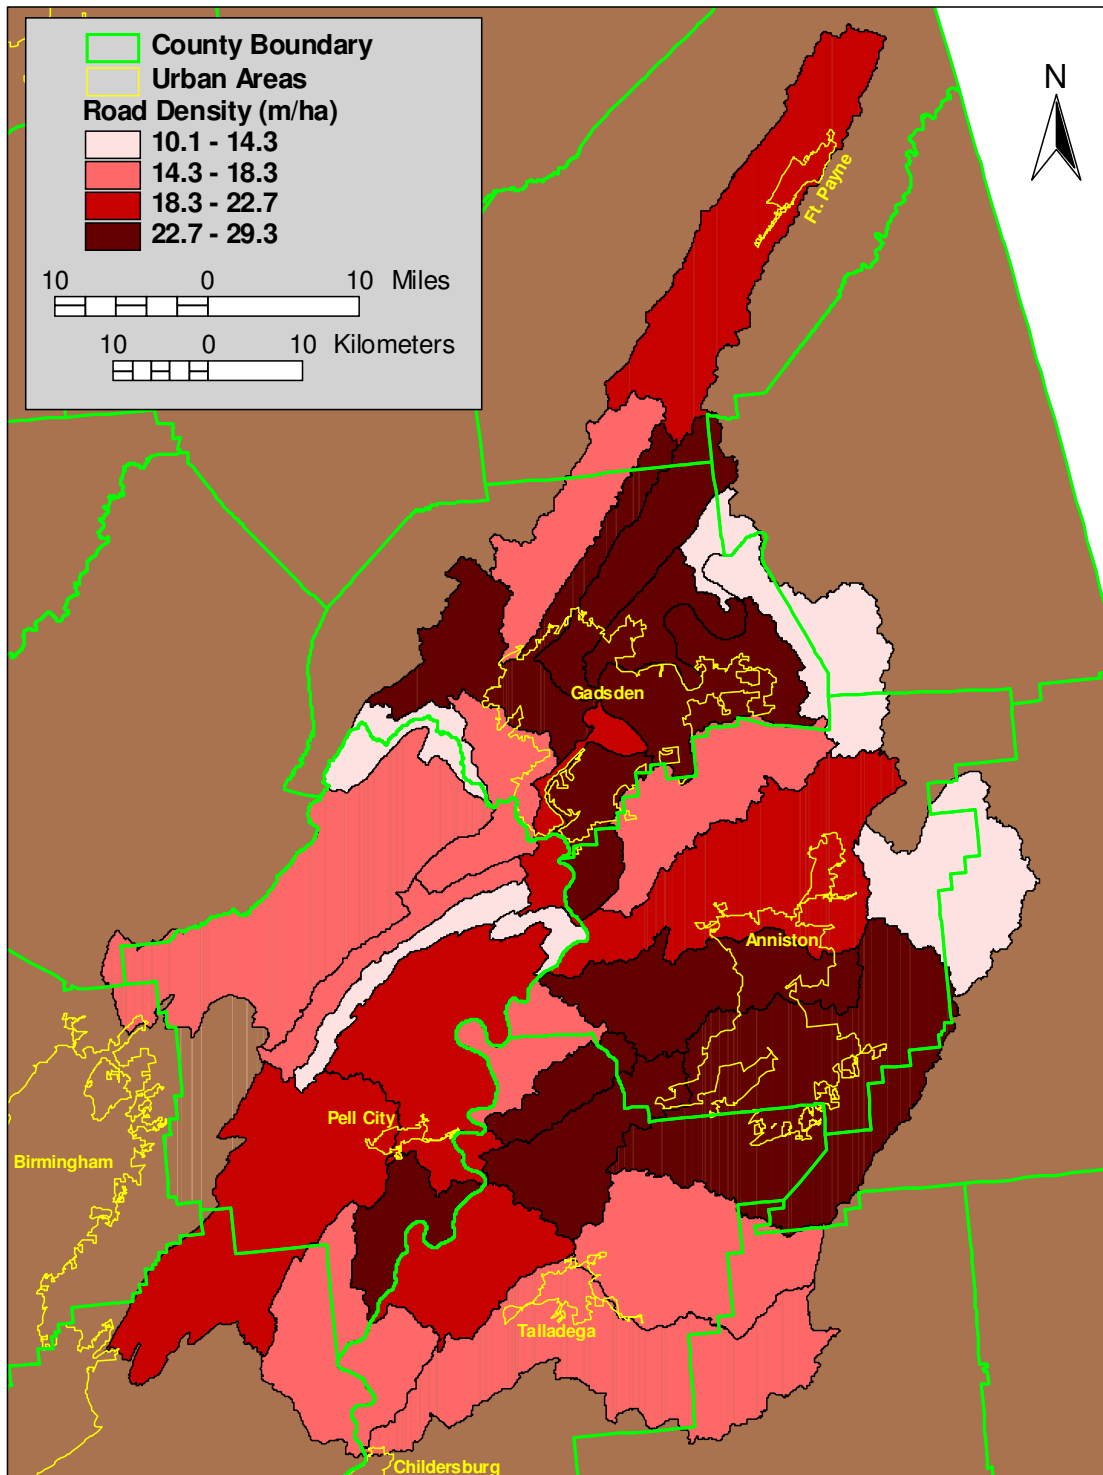 County Boundary
Urban Areas
Road Density (m/ha)
10.1 - 14.3
14.3 - 18.3
18.3 - 22.7
22.7 - 29.3
10 0 10 Miles
10 0 10 Kilometers
N
Ft. Payne
Gadsden
Anniston
Pell City
Birmingham
Talladega
Childersburg